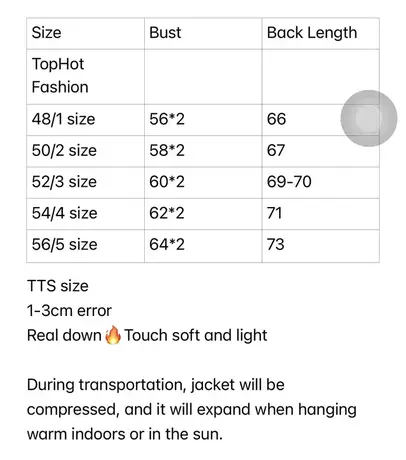 Size Bust Back Length
TopHot
Fashion
48/1 size 56*2 66
50/2 size 58*2 67
52/3 size 60*2 69-70
54/4 size 62*2 71
56/5 size 64*2 73
TTS size
1-3cm error
Real down🔥Touch soft and light
During transportation, jacket will be
compressed, and it will expand when hanging
warm indoors or in the sun.